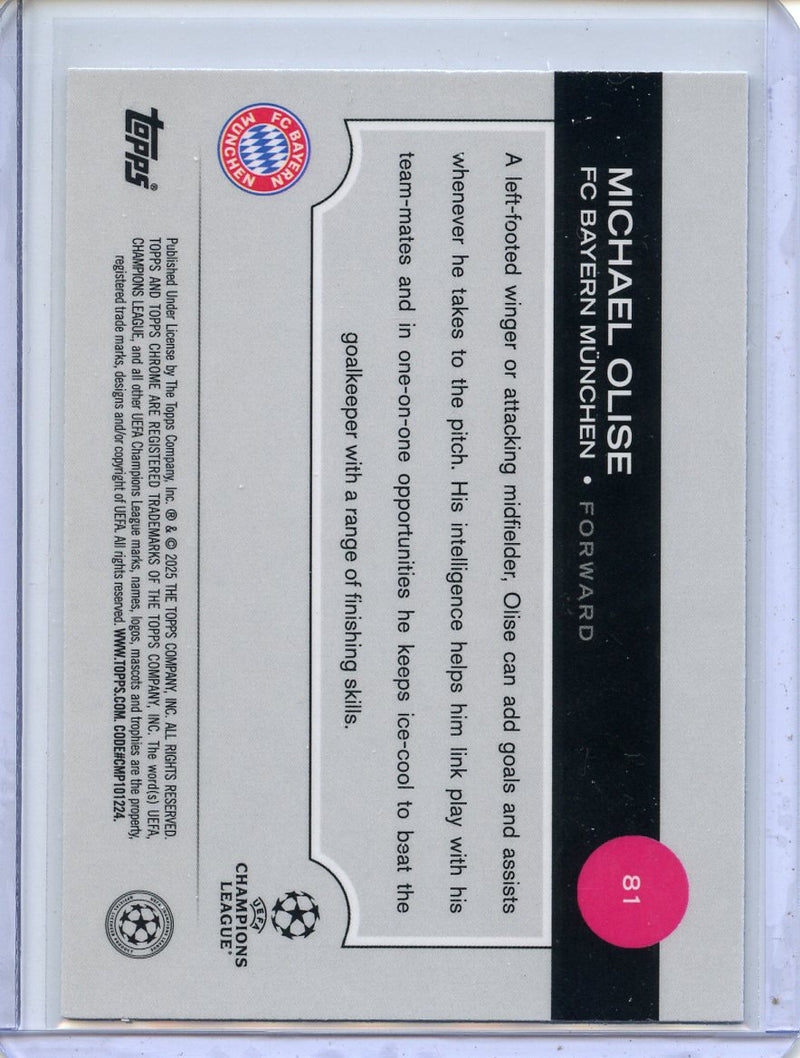 MICHAEL OLISE
FC BAYERN MÜNCHEN • FORWARD
81
A left-footed winger or attacking midfielder, Olise can add goals and assists
whenever he takes to the pitch. His intelligence helps him link play with his
team-mates and in one-on-one opportunities he keeps ice-cool to beat the
goalkeeper with a range of finishing skills.
FC BAYERN
MÜNCHEN
UEFA
CHAMPIONS
LEAGUE®
topps®
Published Under License by The Topps Company, Inc. ® & © 2025 THE TOPPS COMPANY, INC. ALL RIGHTS RESERVED.
TOPPS AND TOPPS CHROME ARE REGISTERED TRADEMARKS OF THE TOPPS COMPANY, INC. The word(s) UEFA,
CHAMPIONS LEAGUE, and all other UEFA Champions League marks, names, logos, mascots and trophies are the property,
registered trade marks, designs and/or copyright of UEFA. All rights reserved. WWW.TOPPS.COM. CODE#CMP101224.